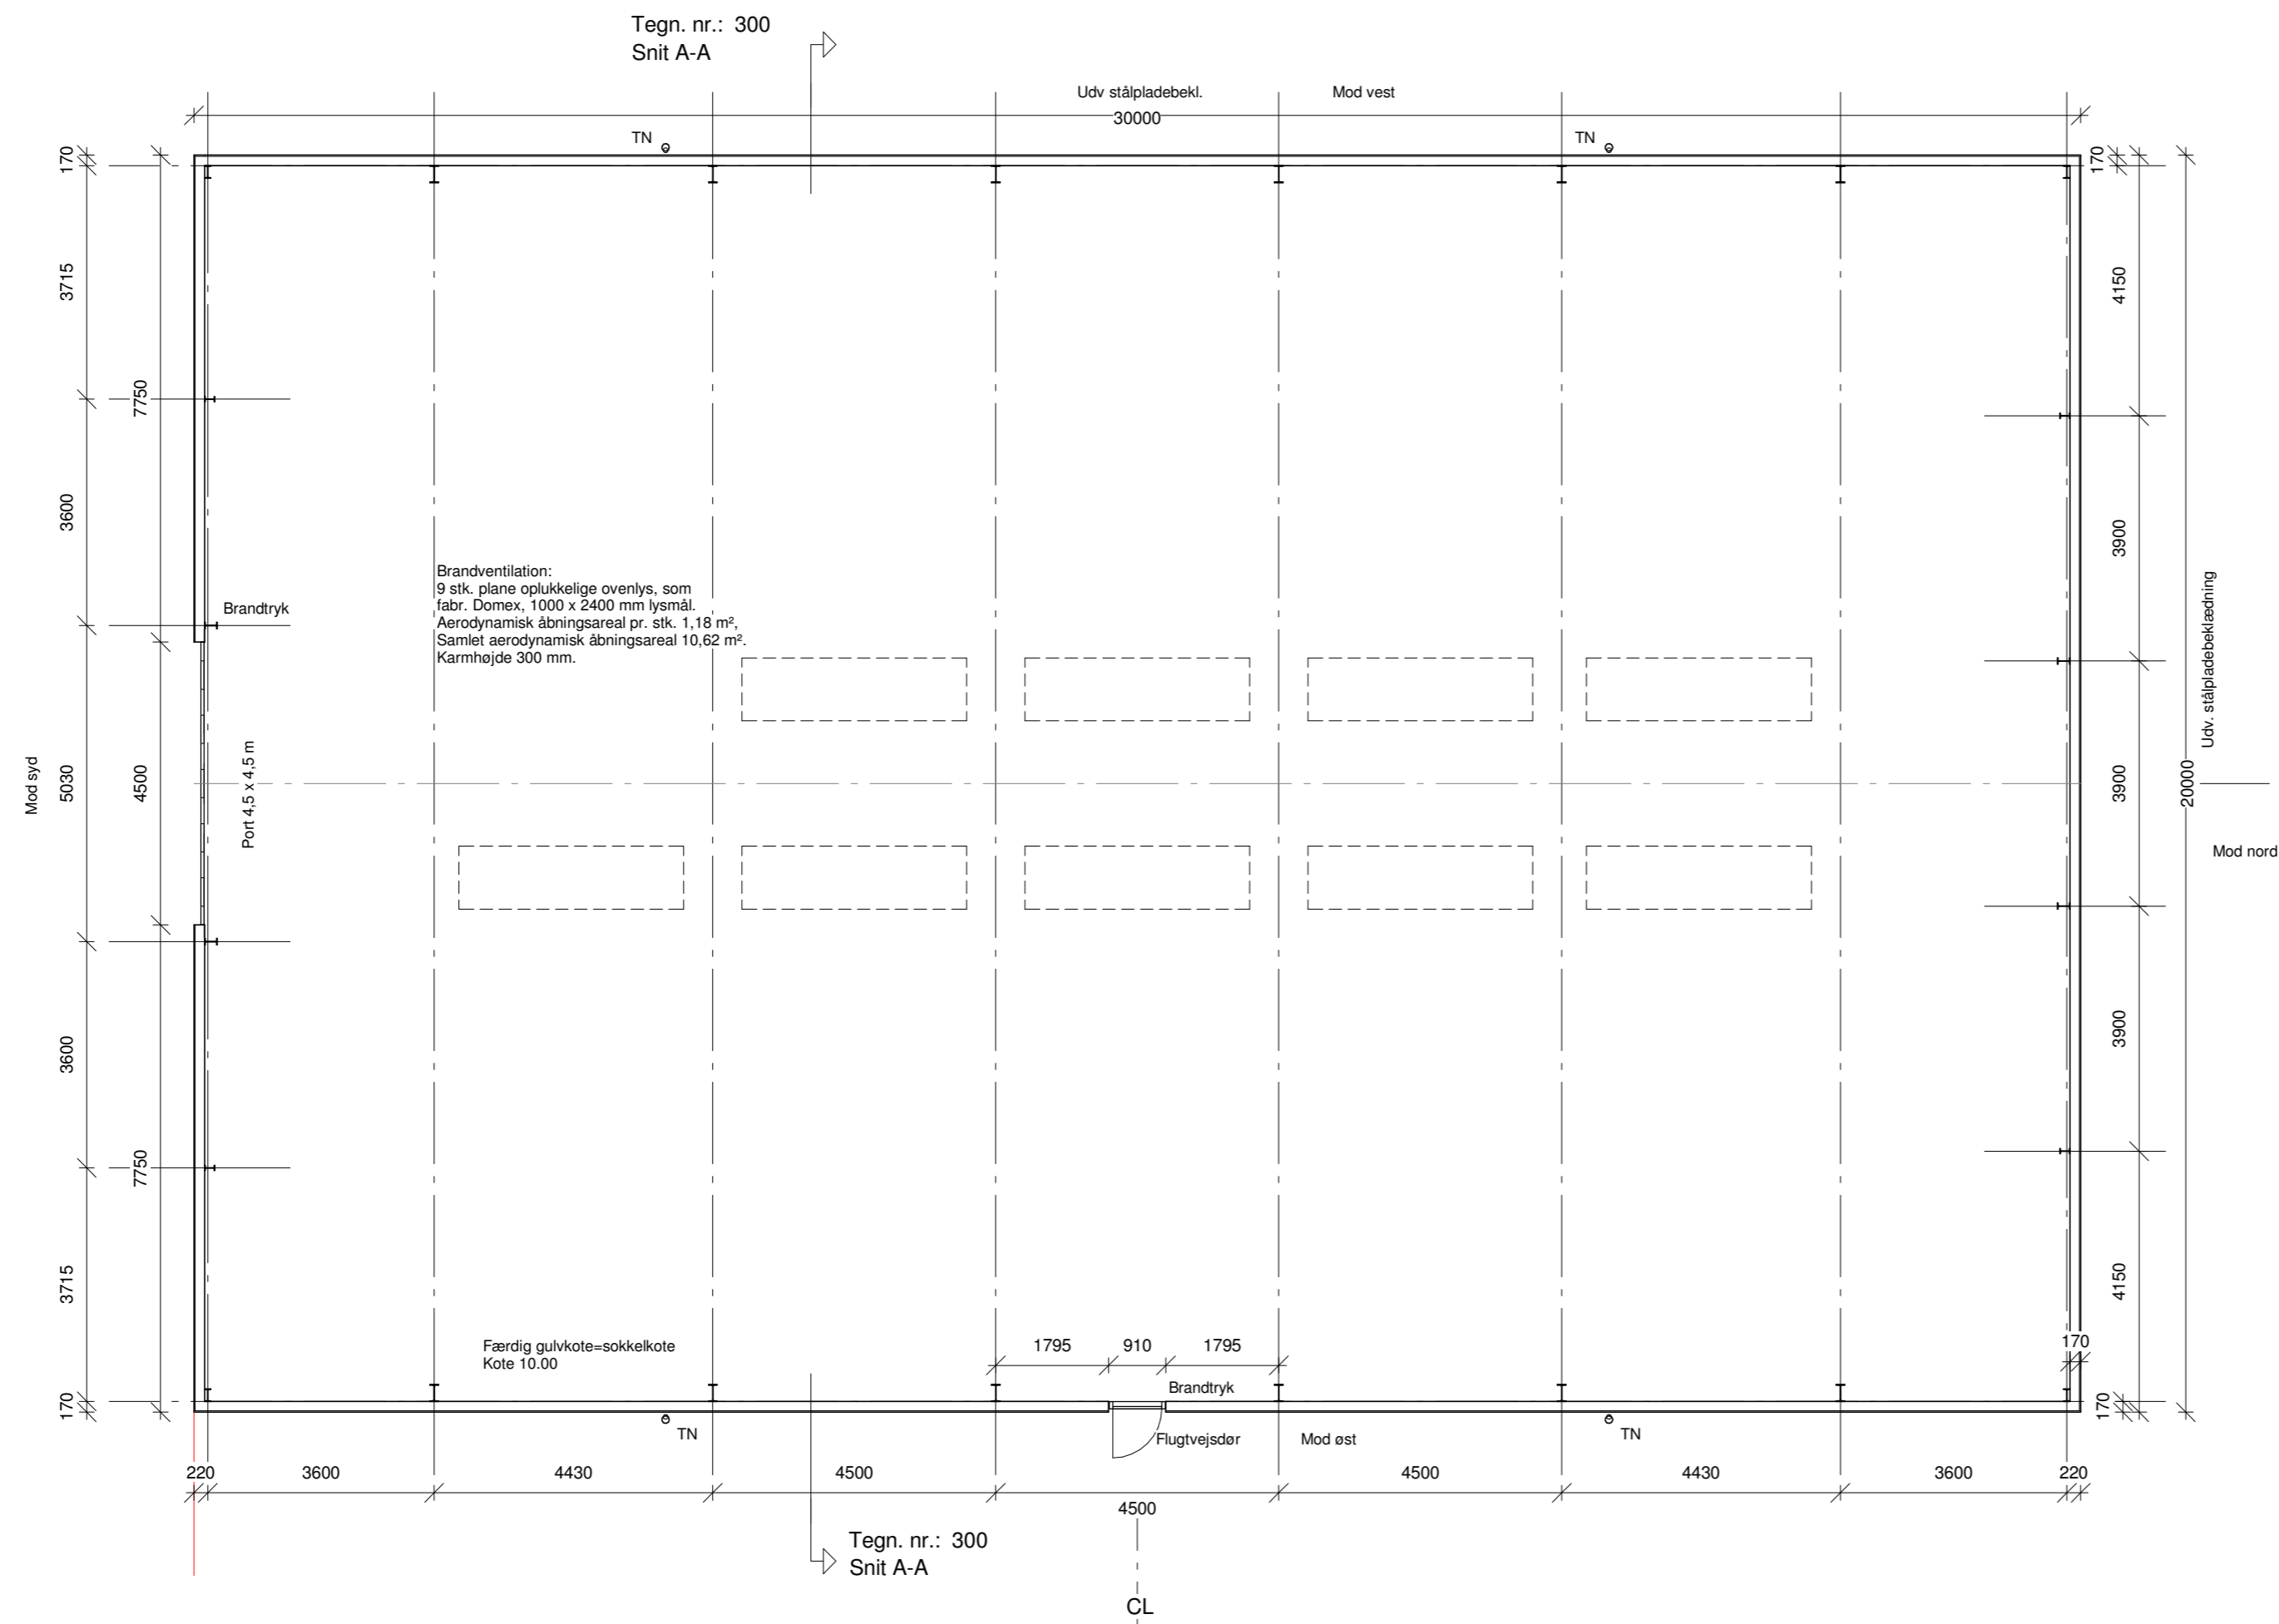 Tegn. nr.: 300
Snit A-A
Udv stålpladebekl.
Mod vest
30000
TN
TN
170
3715
3600
5030
3600
3715
170
7750
4500
7750
Mod syd
Port 4,5 x 4,5 m
Brandtryk
Brandventilation:
9 stk. plane oplukkelige ovenlys, som
fabr. Domex, 1000 x 2400 mm lysmål.
Aerodynamisk åbningsareal pr. stk. 1,18 m²,
Samlet aerodynamisk åbningsareal 10,62 m².
Karmhøjde 300 mm.
170
4150
3900
3900
3900
4150
170
170
20000
Udv. stålpladebeklædning
Mod nord
Færdig gulvkote=sokkelkote
Kote 10.00
1795
910
1795
Brandtryk
TN
Flugtvejsdør
Mod øst
TN
220
3600
4430
4500
4500
4500
4430
3600
220
Tegn. nr.: 300
Snit A-A
CL